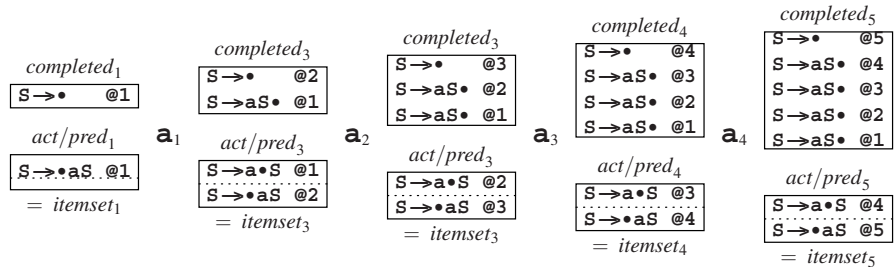 completed₁
S→• @1
act/pred₁
S→•aS @1
= itemset₁
a₁
completed₃
S→• @2
S→aS• @1
act/pred₃
S→a•S @1
S→•aS @2
= itemset₃
a₂
completed₃
S→• @3
S→aS• @2
S→aS• @1
act/pred₃
S→a•S @2
S→•aS @3
= itemset₃
a₃
completed₄
S→• @4
S→aS• @3
S→aS• @2
S→aS• @1
act/pred₄
S→a•S @3
S→•aS @4
= itemset₄
a₄
completed₅
S→• @5
S→aS• @4
S→aS• @3
S→aS• @2
S→aS• @1
act/pred₅
S→a•S @4
S→•aS @5
= itemset₅